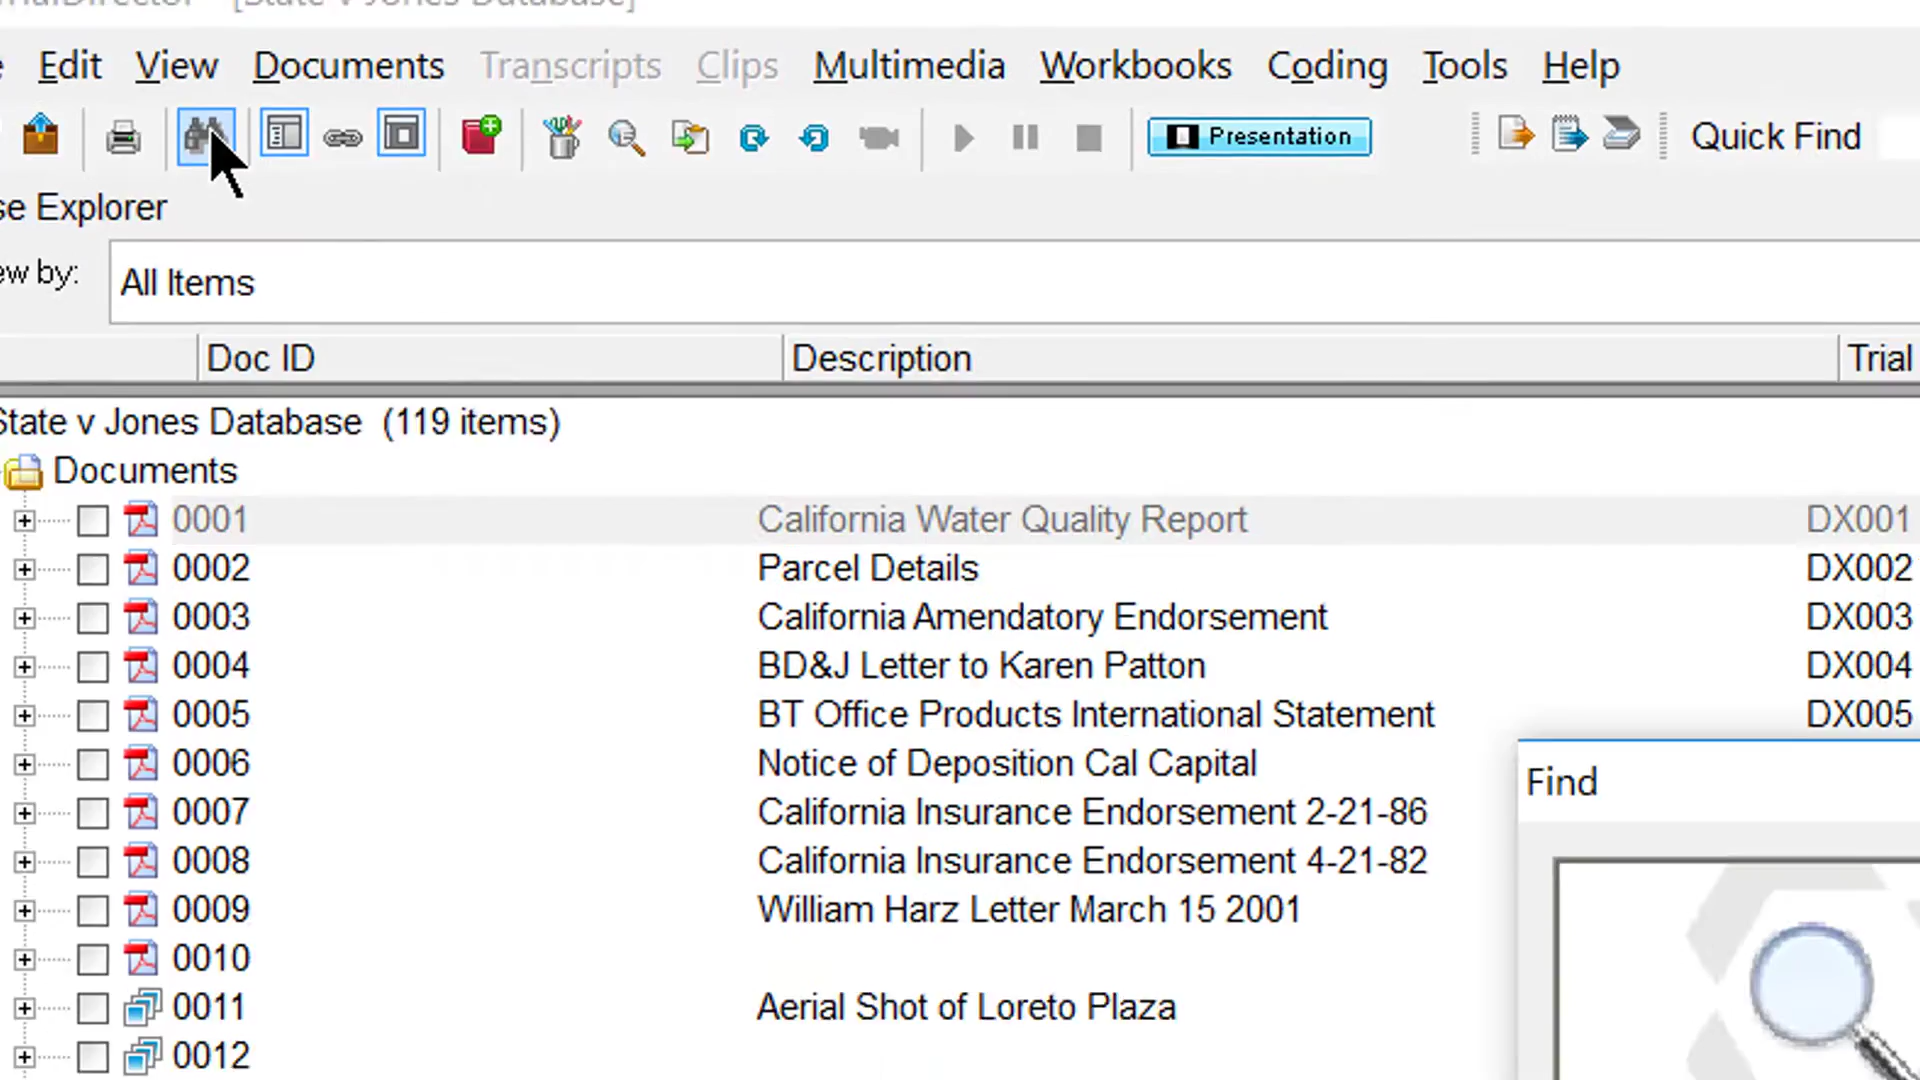 [State v Jones Database]
Edit View Documents Transcripts Clips Multimedia Workbooks Coding Tools Help
Presentation Quick Find
se Explorer
ew by: All Items
Doc ID Description Trial
State v Jones Database (119 items)
Documents
0001 California Water Quality Report DX001
0002 Parcel Details DX002
0003 California Amendatory Endorsement DX003
0004 BD&J Letter to Karen Patton DX004
0005 BT Office Products International Statement DX005
0006 Notice of Deposition Cal Capital
Find
0007 California Insurance Endorsement 2-21-86
0008 California Insurance Endorsement 4-21-82
0009 William Harz Letter March 15 2001
0010
0011 Aerial Shot of Loreto Plaza
0012